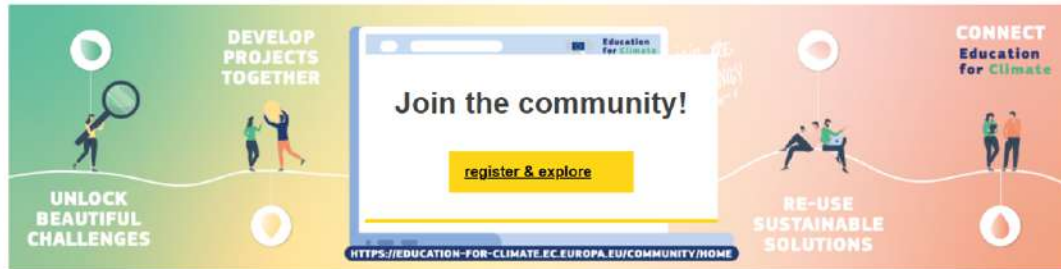 DEVELOP
PROJECTS
TOGETHER
UNLOCK
BEAUTIFUL
CHALLENGES
Education
for Climate
Join the community!
register & explore
HTTPS://EDUCATION-FOR-CLIMATE.EC.EUROPA.EU/COMMUNITY/HOME
RE-USE
SUSTAINABLE
SOLUTIONS
CONNECT
Education
for Climate